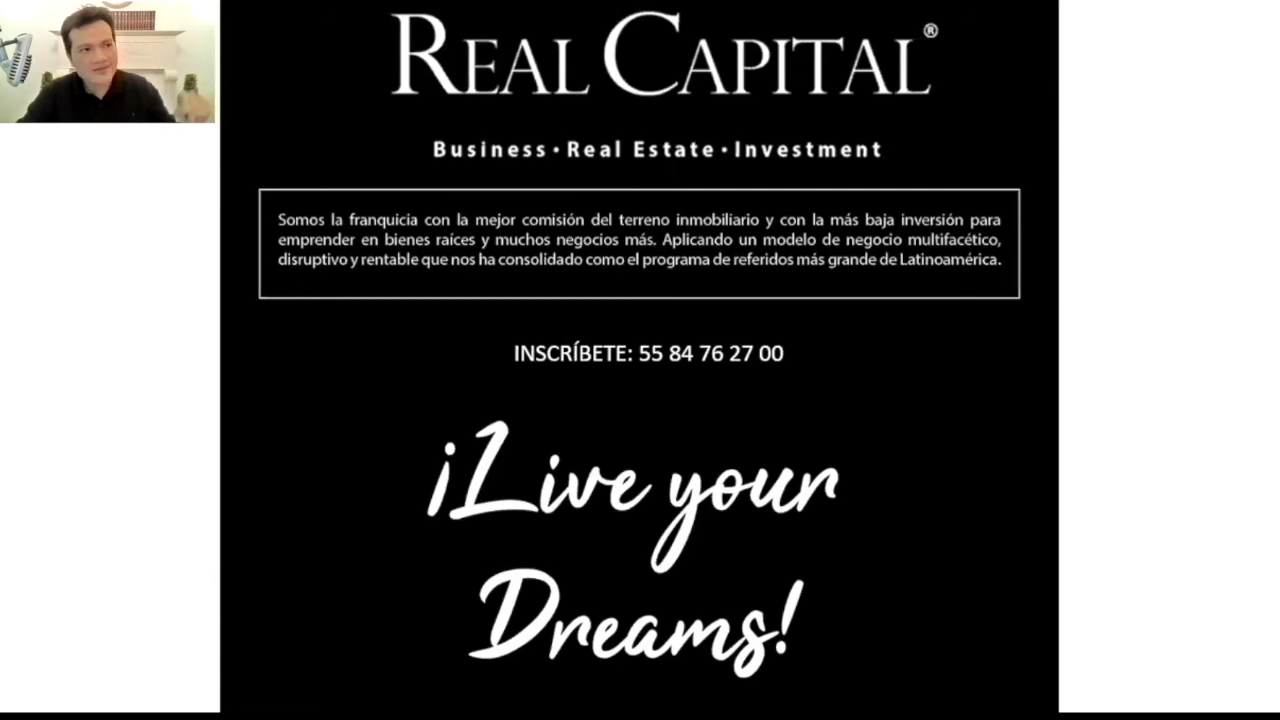 REAL CAPITAL®
Business • Real Estate • Investment
Somos la franquicia con la mejor comisión del terreno inmobiliario y con la más baja inversión para
emprender en bienes raíces y muchos negocios más. Aplicando un modelo de negocio multifacético,
disruptivo y rentable que nos ha consolidado como el programa de referidos más grande de Latinoamérica.
INSCRÍBETE: 55 84 76 27 00
¡Live your
Dreams!